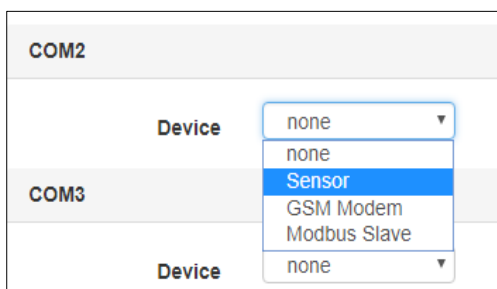 COM2
Device none
none
Sensor
GSM Modem
Modbus Slave
COM3
Device none